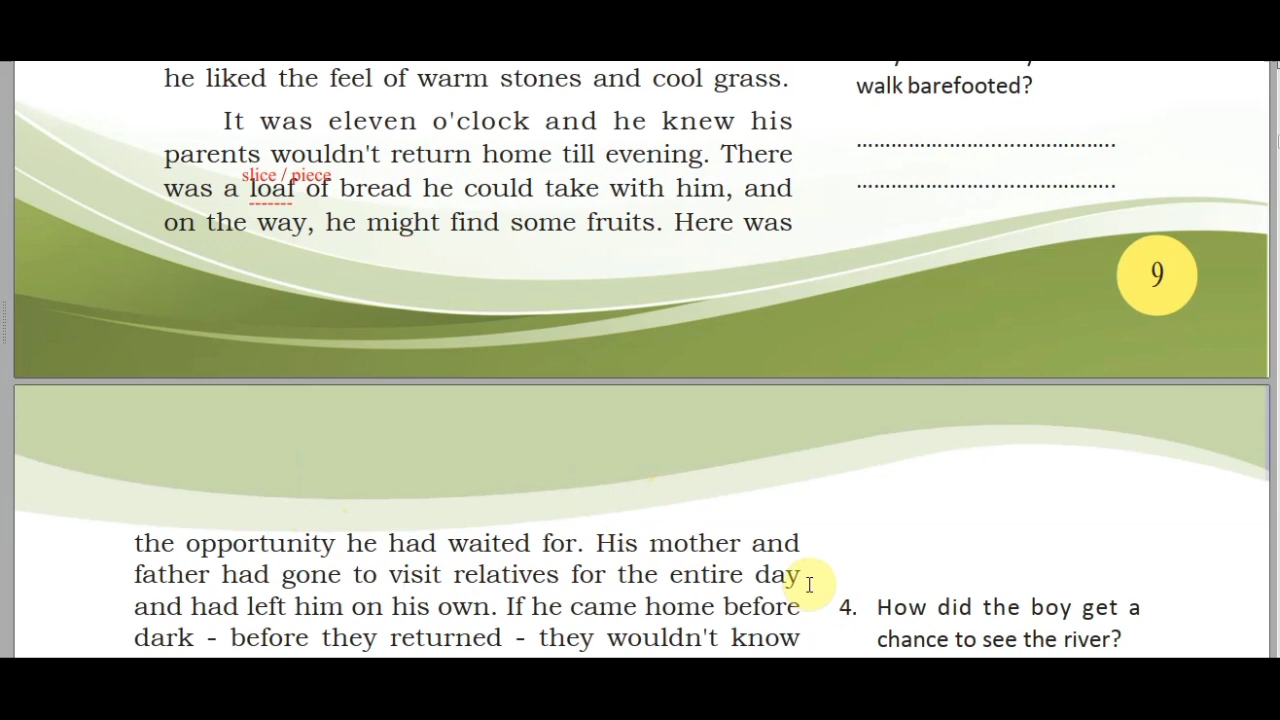 he liked the feel of warm stones and cool grass.
walk barefooted?
It was eleven o'clock and he knew his
parents wouldn't return home till evening. There
slice / piece
was a loaf of bread he could take with him, and
on the way, he might find some fruits. Here was
9
the opportunity he had waited for. His mother and
father had gone to visit relatives for the entire day
and had left him on his own. If he came home before
dark - before they returned - they wouldn't know
4. How did the boy get a
chance to see the river?